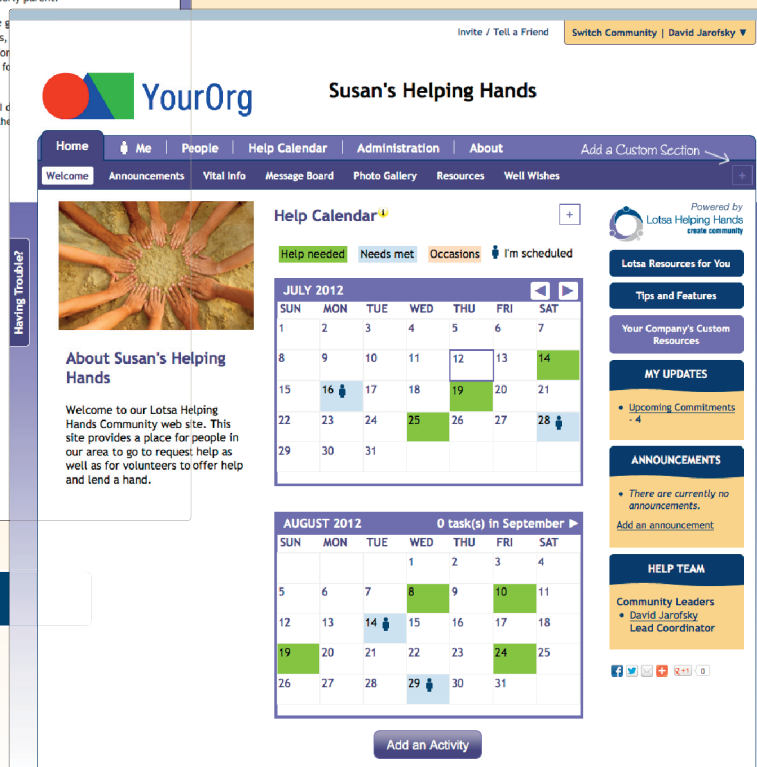 Invite / Tell a Friend
Switch Community | David Jarofsky ▼
YourOrg
Susan's Helping Hands
Home Me People Help Calendar Administration About
Add a Custom Section
Welcome Announcements Vital Info Message Board Photo Gallery Resources Well Wishes
+
Having Trouble?
About Susan's Helping
Hands
Welcome to our Lotsa Helping
Hands Community web site. This
site provides a place for people in
our area to go to request help as
well as for volunteers to offer help
and lend a hand.
Help Calendar
+
Help needed Needs met Occasions I'm scheduled
JULY 2012
SUN MON TUE WED THU FRI SAT
1 2 3 4 5 6 7
8 9 10 11 12 13 14
15 16 17 18 19 20 21
22 23 24 25 26 27 28
29 30 31
AUGUST 2012 0 task(s) in September ▶
SUN MON TUE WED THU FRI SAT
1 2 3 4
5 6 7 8 9 10 11
12 13 14 15 16 17 18
19 20 21 22 23 24 25
26 27 28 29 30 31
Add an Activity
Powered by
Lotsa Helping Hands
create community
Lotsa Resources for You
Tips and Features
Your Company's Custom
Resources
MY UPDATES
• Upcoming Commitments
- 4
ANNOUNCEMENTS
• There are currently no
announcements.
Add an announcement
HELP TEAM
Community Leaders
• David Jarofsky
Lead Coordinator
+1 0